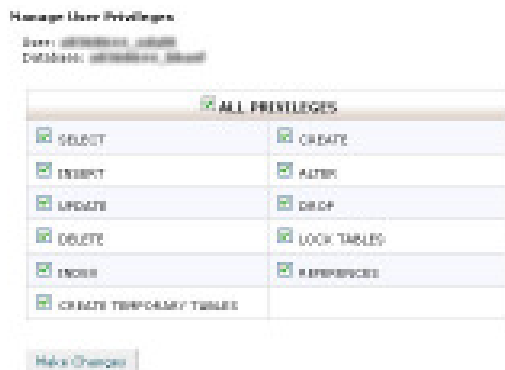 Manage User Privileges
User:
Database:
ALL PRIVILEGES
SELECT
CREATE
INSERT
ALTER
UPDATE
DROP
DELETE
LOCK TABLES
INDEX
REFERENCES
CREATE TEMPORARY TABLES
Make Changes